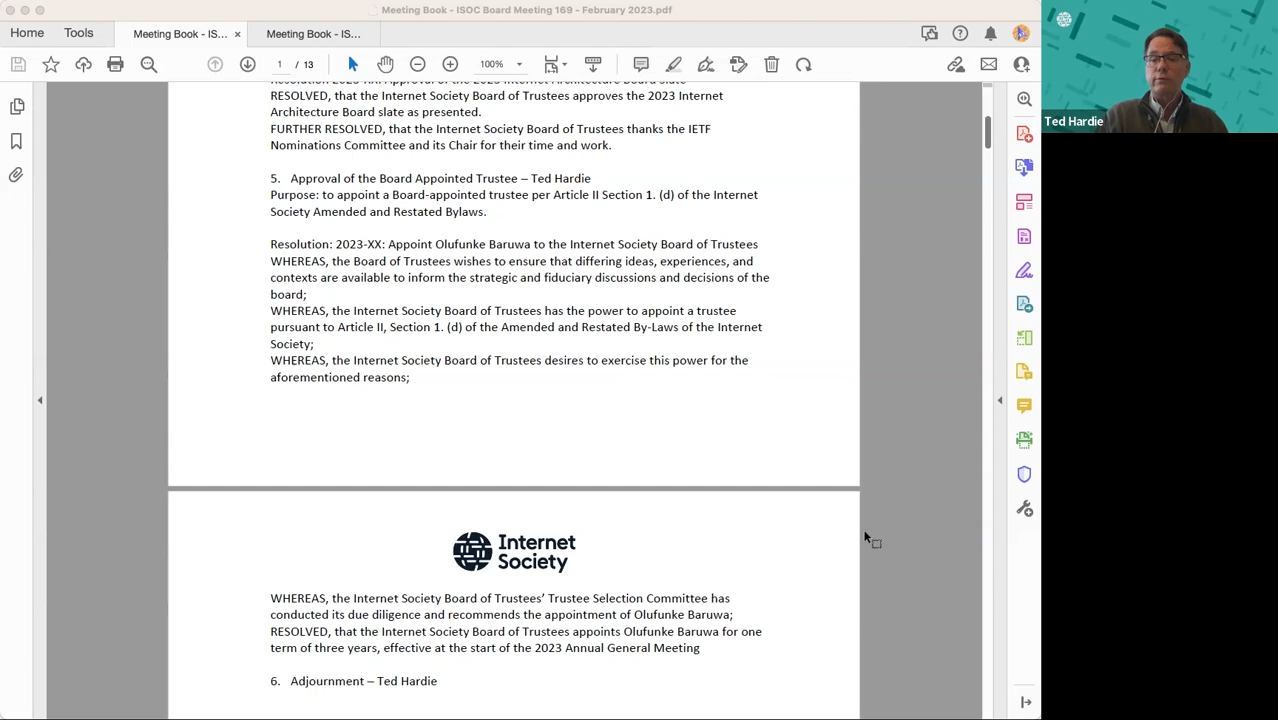 Meeting Book - ISOC Board Meeting 169 - February 2023.pdf
Home Tools Meeting Book - IS... × Meeting Book - IS...
1 / 13 100%
RESOLVED, that the Internet Society Board of Trustees approves the 2023 Internet
Architecture Board slate as presented.
FURTHER RESOLVED, that the Internet Society Board of Trustees thanks the IETF
Nominations Committee and its Chair for their time and work.
5. Approval of the Board Appointed Trustee – Ted Hardie
Purpose: to appoint a Board-appointed trustee per Article II Section 1. (d) of the Internet
Society Amended and Restated Bylaws.
Resolution: 2023-XX: Appoint Olufunke Baruwa to the Internet Society Board of Trustees
WHEREAS, the Board of Trustees wishes to ensure that differing ideas, experiences, and
contexts are available to inform the strategic and fiduciary discussions and decisions of the
board;
WHEREAS, the Internet Society Board of Trustees has the power to appoint a trustee
pursuant to Article II, Section 1. (d) of the Amended and Restated By-Laws of the Internet
Society;
WHEREAS, the Internet Society Board of Trustees desires to exercise this power for the
aforementioned reasons;
Internet
Society
WHEREAS, the Internet Society Board of Trustees’ Trustee Selection Committee has
conducted its due diligence and recommends the appointment of Olufunke Baruwa;
RESOLVED, that the Internet Society Board of Trustees appoints Olufunke Baruwa for one
term of three years, effective at the start of the 2023 Annual General Meeting
6. Adjournment – Ted Hardie
Ted Hardie